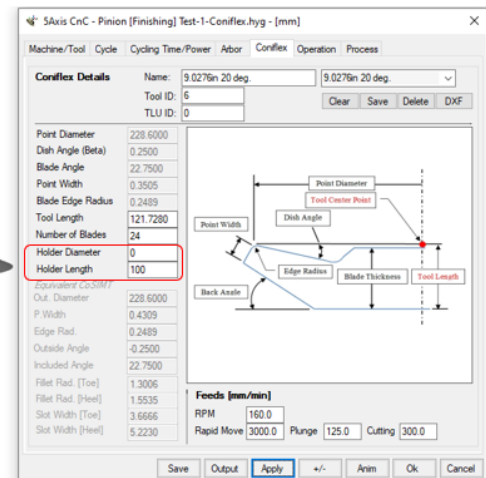 5Axis CnC - Pinion [Finishing] Test-1-Coniflex.hyg - [mm]
Machine/Tool Cycle Cycling Time/Power Arbor Coniflex Operation Process
Coniflex Details Name: 9.0276in 20 deg. 9.0276in 20 deg.
Tool ID: 6 Clear Save Delete DXF
TLU ID: 0
Point Diameter 228.6000
Dish Angle (Beta) 0.2500
Blade Angle 22.7500
Point Width 0.3505
Blade Edge Radius 0.2489
Tool Length 121.7280
Number of Blades 24
Holder Diameter 0
Holder Length 100
Equivalent CoSIMT
Out. Diameter 228.6000
P.Width 0.4309
Edge Rad. 0.2489
Outside Angle -0.2500
Included Angle 22.7500
Fillet Rad. [Toe] 1.3006
Fillet Rad. [Heel] 1.5535
Slot Width [Toe] 3.6666
Slot Width [Heel] 5.2230
Point Diameter
Tool Center Point
Dish Angle
Point Width
Edge Radius
Blade Thickness
Tool Length
Back Angle
Feeds [mm/min]
RPM 160.0
Rapid Move 3000.0 Plunge 125.0 Cutting 300.0
Save Output Apply +/- Anim Ok Cancel